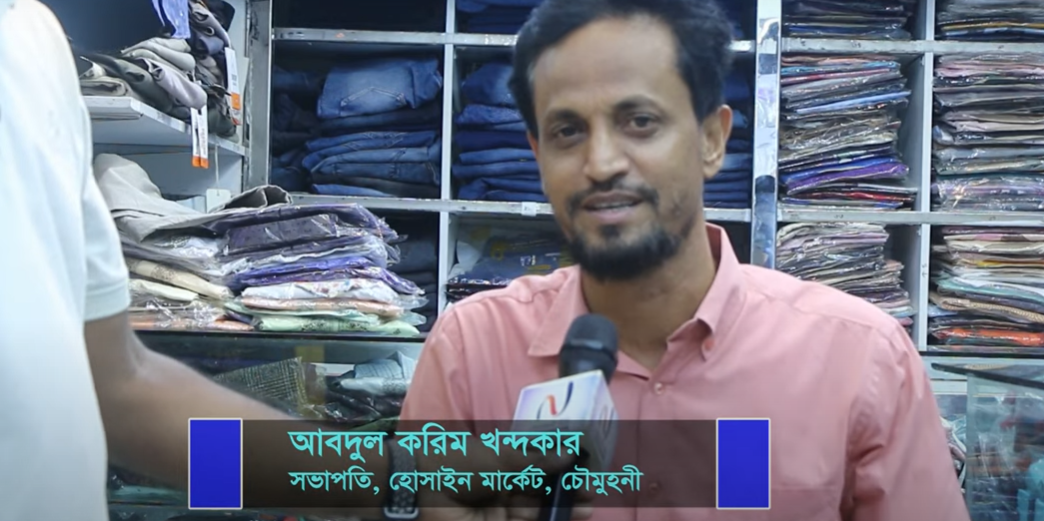 আবদুল করিম খন্দকার
সভাপতি, হোসাইন মার্কেট, চৌমুহনী